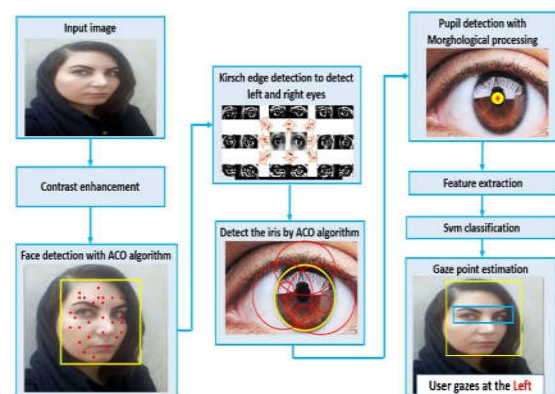 Input image
Contrast enhancement
Face detection with ACO algorithm
Kirsch edge detection to detect
left and right eyes
Detect the iris by ACO algorithm
Pupil detection with
Morghological processing
Feature extraction
Svm classification
Gaze point estimation
User gazes at the Left